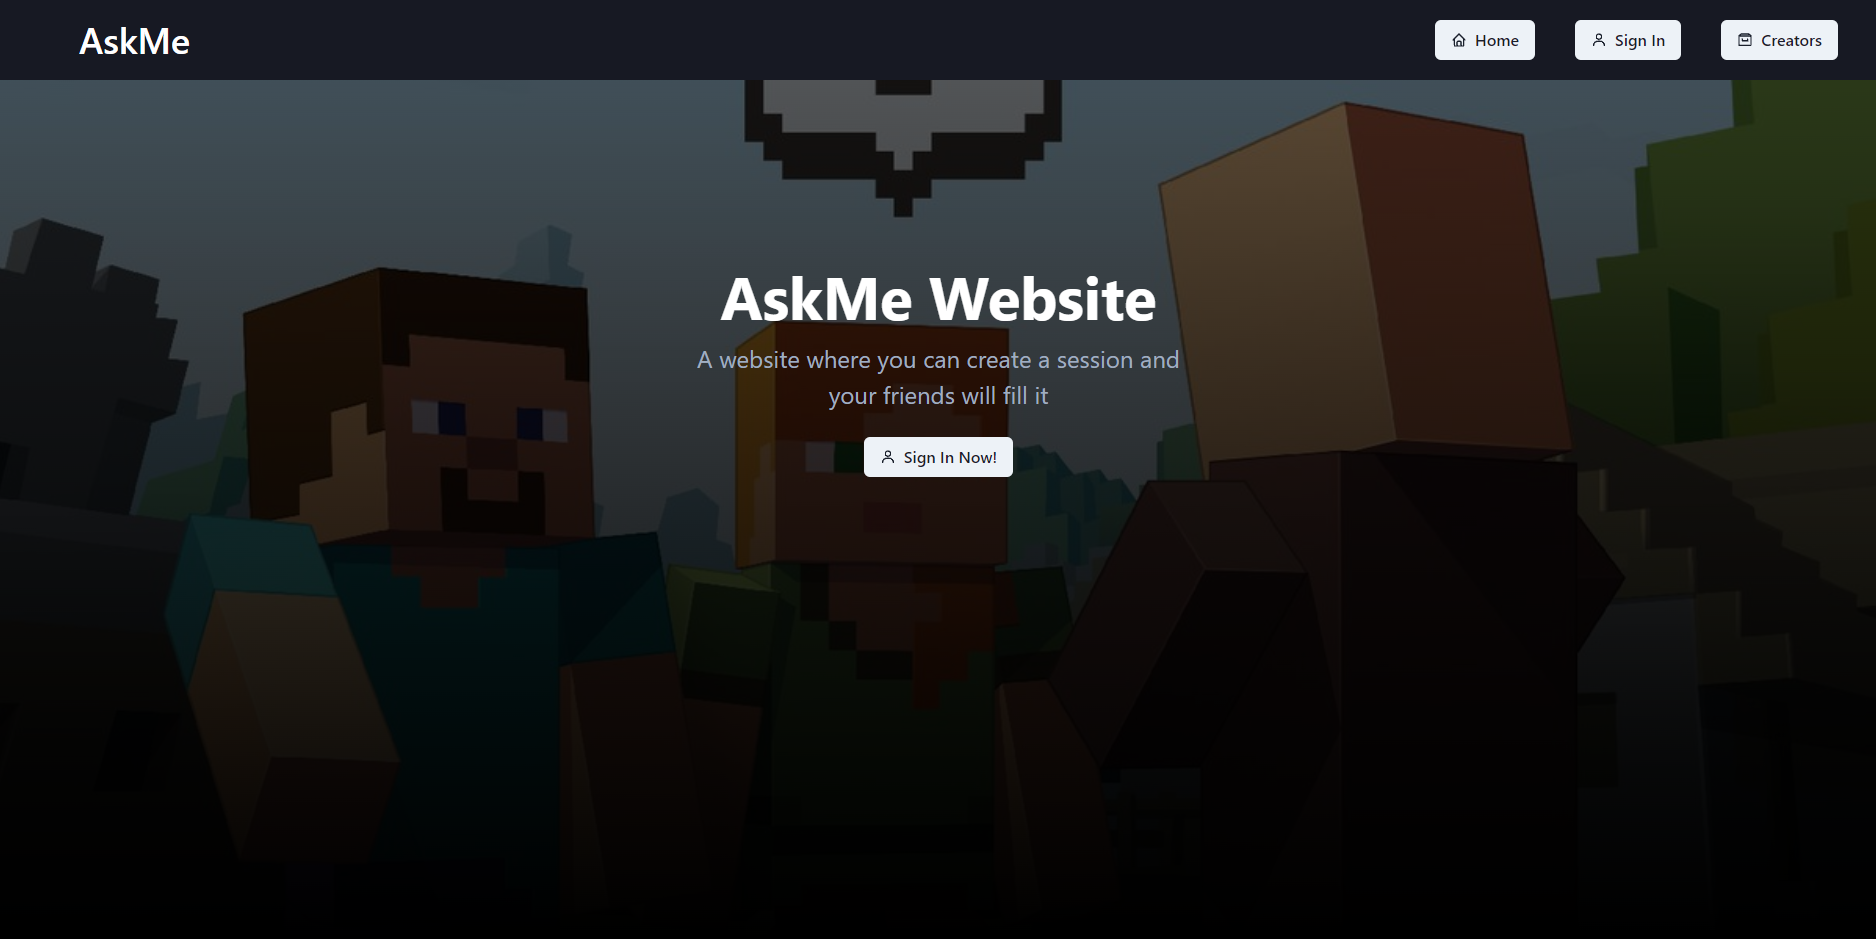 AskMe
Home
Sign In
Creators
AskMe Website
A website where you can create a session and
your friends will fill it
Sign In Now!